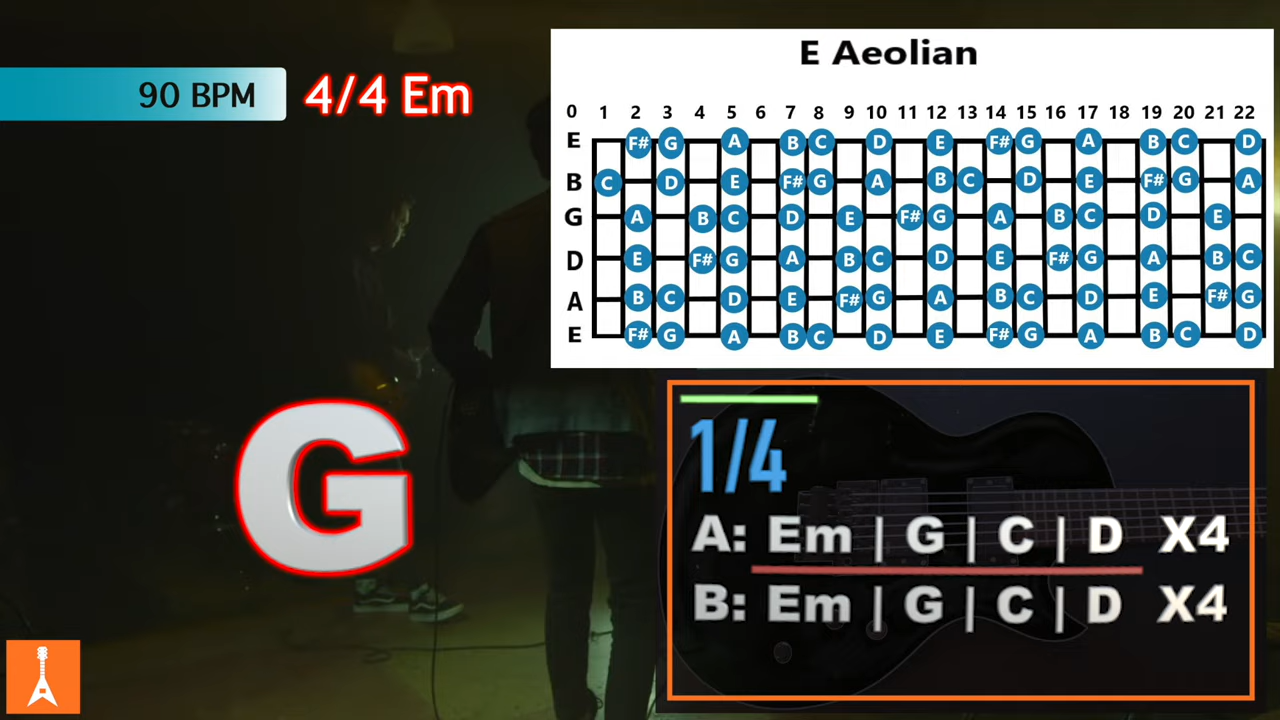 90 BPM 4/4 Em
E Aeolian
0 1 2 3 4 5 6 7 8 9 10 11 12 13 14 15 16 17 18 19 20 21 22
E F# G A B C D E F# G A B C D
B C D E F# G A B C D E F# G A
G A B C D E F# G A B C D E
D E F# G A B C D E F# G A B C
A B C D E F# G A B C D E F# G
E F# G A B C D E F# G A B C D
G
1/4
A: Em | G | C | D X4
B: Em | G | C | D X4